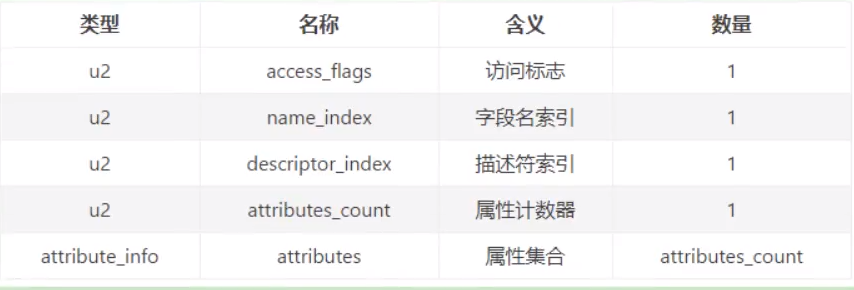 类型 名称 含义 数量
u2 access_flags 访问标志 1
u2 name_index 字段名索引 1
u2 descriptor_index 描述符索引 1
u2 attributes_count 属性计数器 1
attribute_info attributes 属性集合 attributes_count